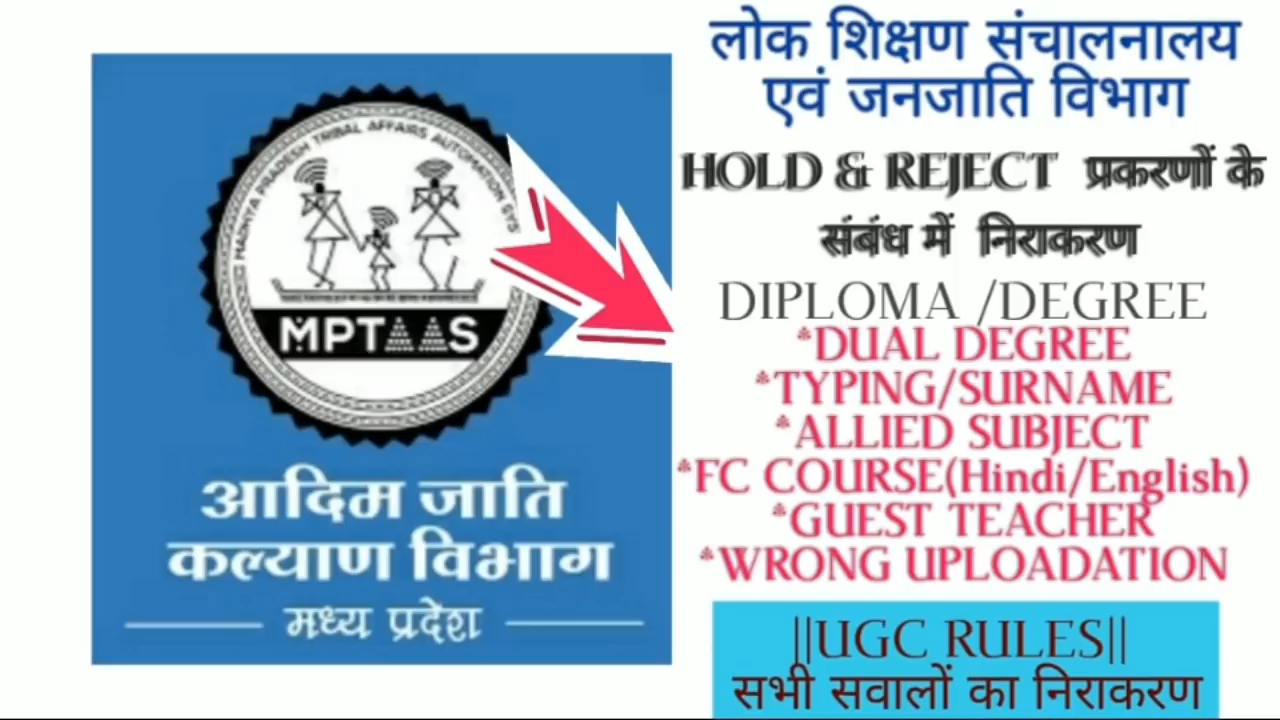 MADHYA PRADESH TRIBAL AFFAIRS AUTOMATION SYS
MPTAAS
आदिम जाति
कल्याण विभाग
मध्य प्रदेश
लोक शिक्षण संचालनालय
एवं जनजाति विभाग
HOLD & REJECT प्रकरणों के
संबंध में निराकरण
DIPLOMA /DEGREE
*DUAL DEGREE
*TYPING/SURNAME
*ALLIED SUBJECT
*FC COURSE(Hindi/English)
*GUEST TEACHER
*WRONG UPLOADATION
||UGC RULES||
सभी सवालों का निराकरण